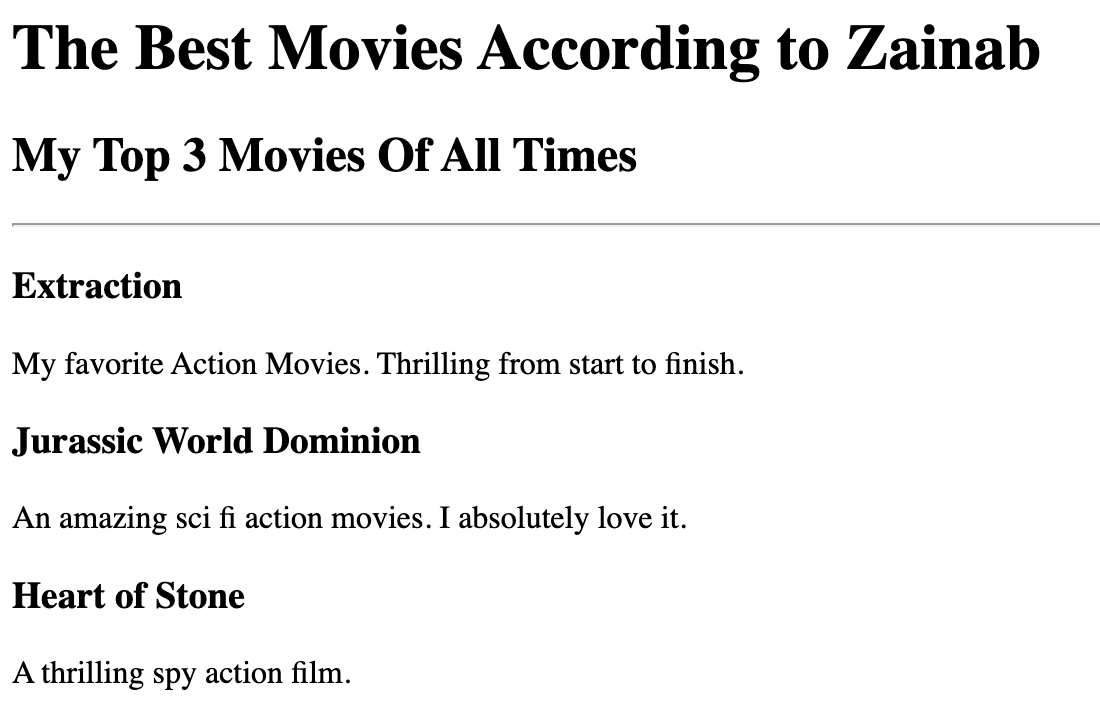 The Best Movies According to Zainab
My Top 3 Movies Of All Times
Extraction
My favorite Action Movies. Thrilling from start to finish.
Jurassic World Dominion
An amazing sci fi action movies. I absolutely love it.
Heart of Stone
A thrilling spy action film.